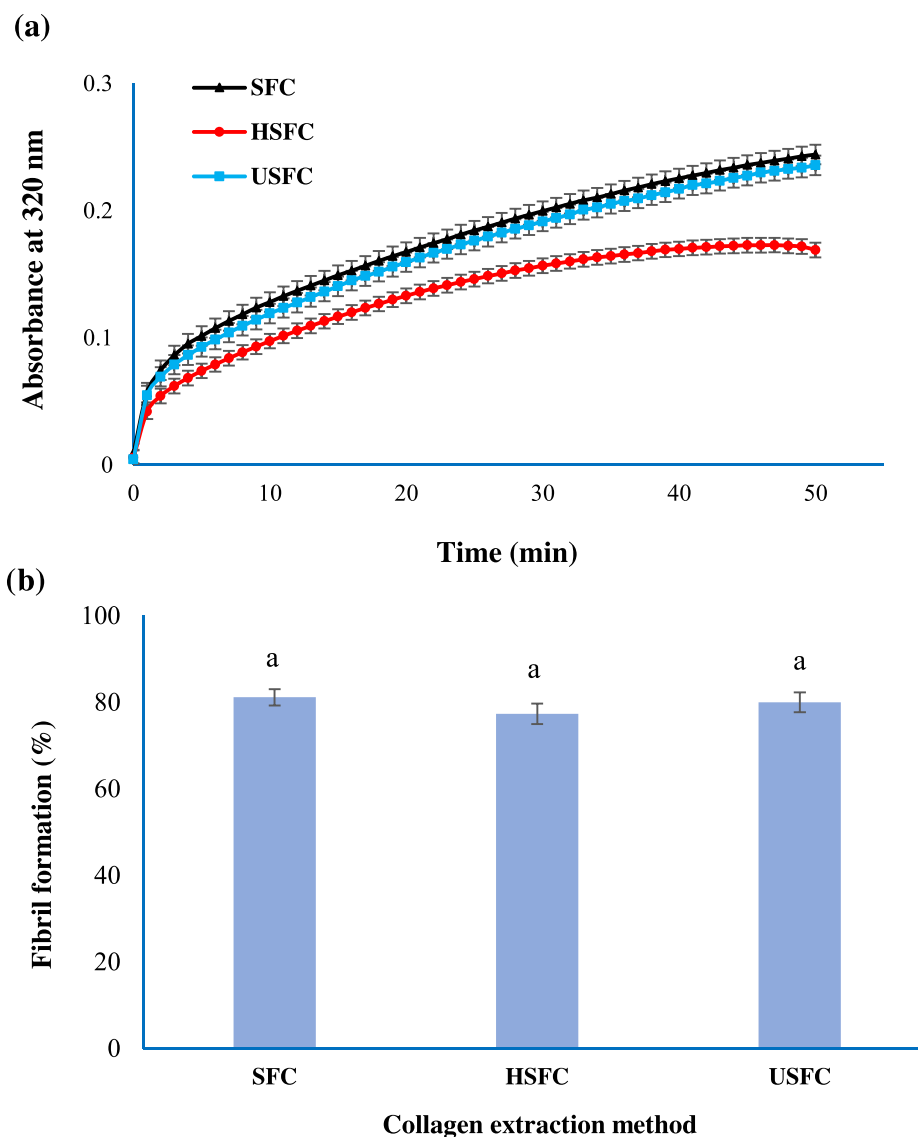 (a)
Absorbance at 320 nm
0.3
0.2
0.1
0
SFC
HSFC
USFC
0 10 20 30 40 50
Time (min)
(b)
Fibril formation (%)
100
80
60
40
20
0
a a a
SFC HSFC USFC
Collagen extraction method